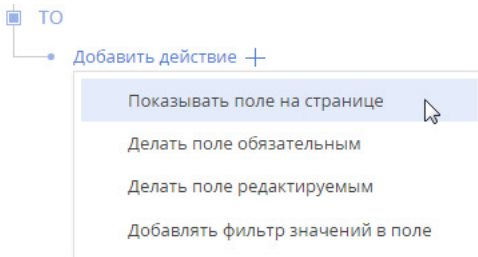 ТО
Добавить действие +
Показывать поле на странице
Делать поле обязательным
Делать поле редактируемым
Добавлять фильтр значений в поле